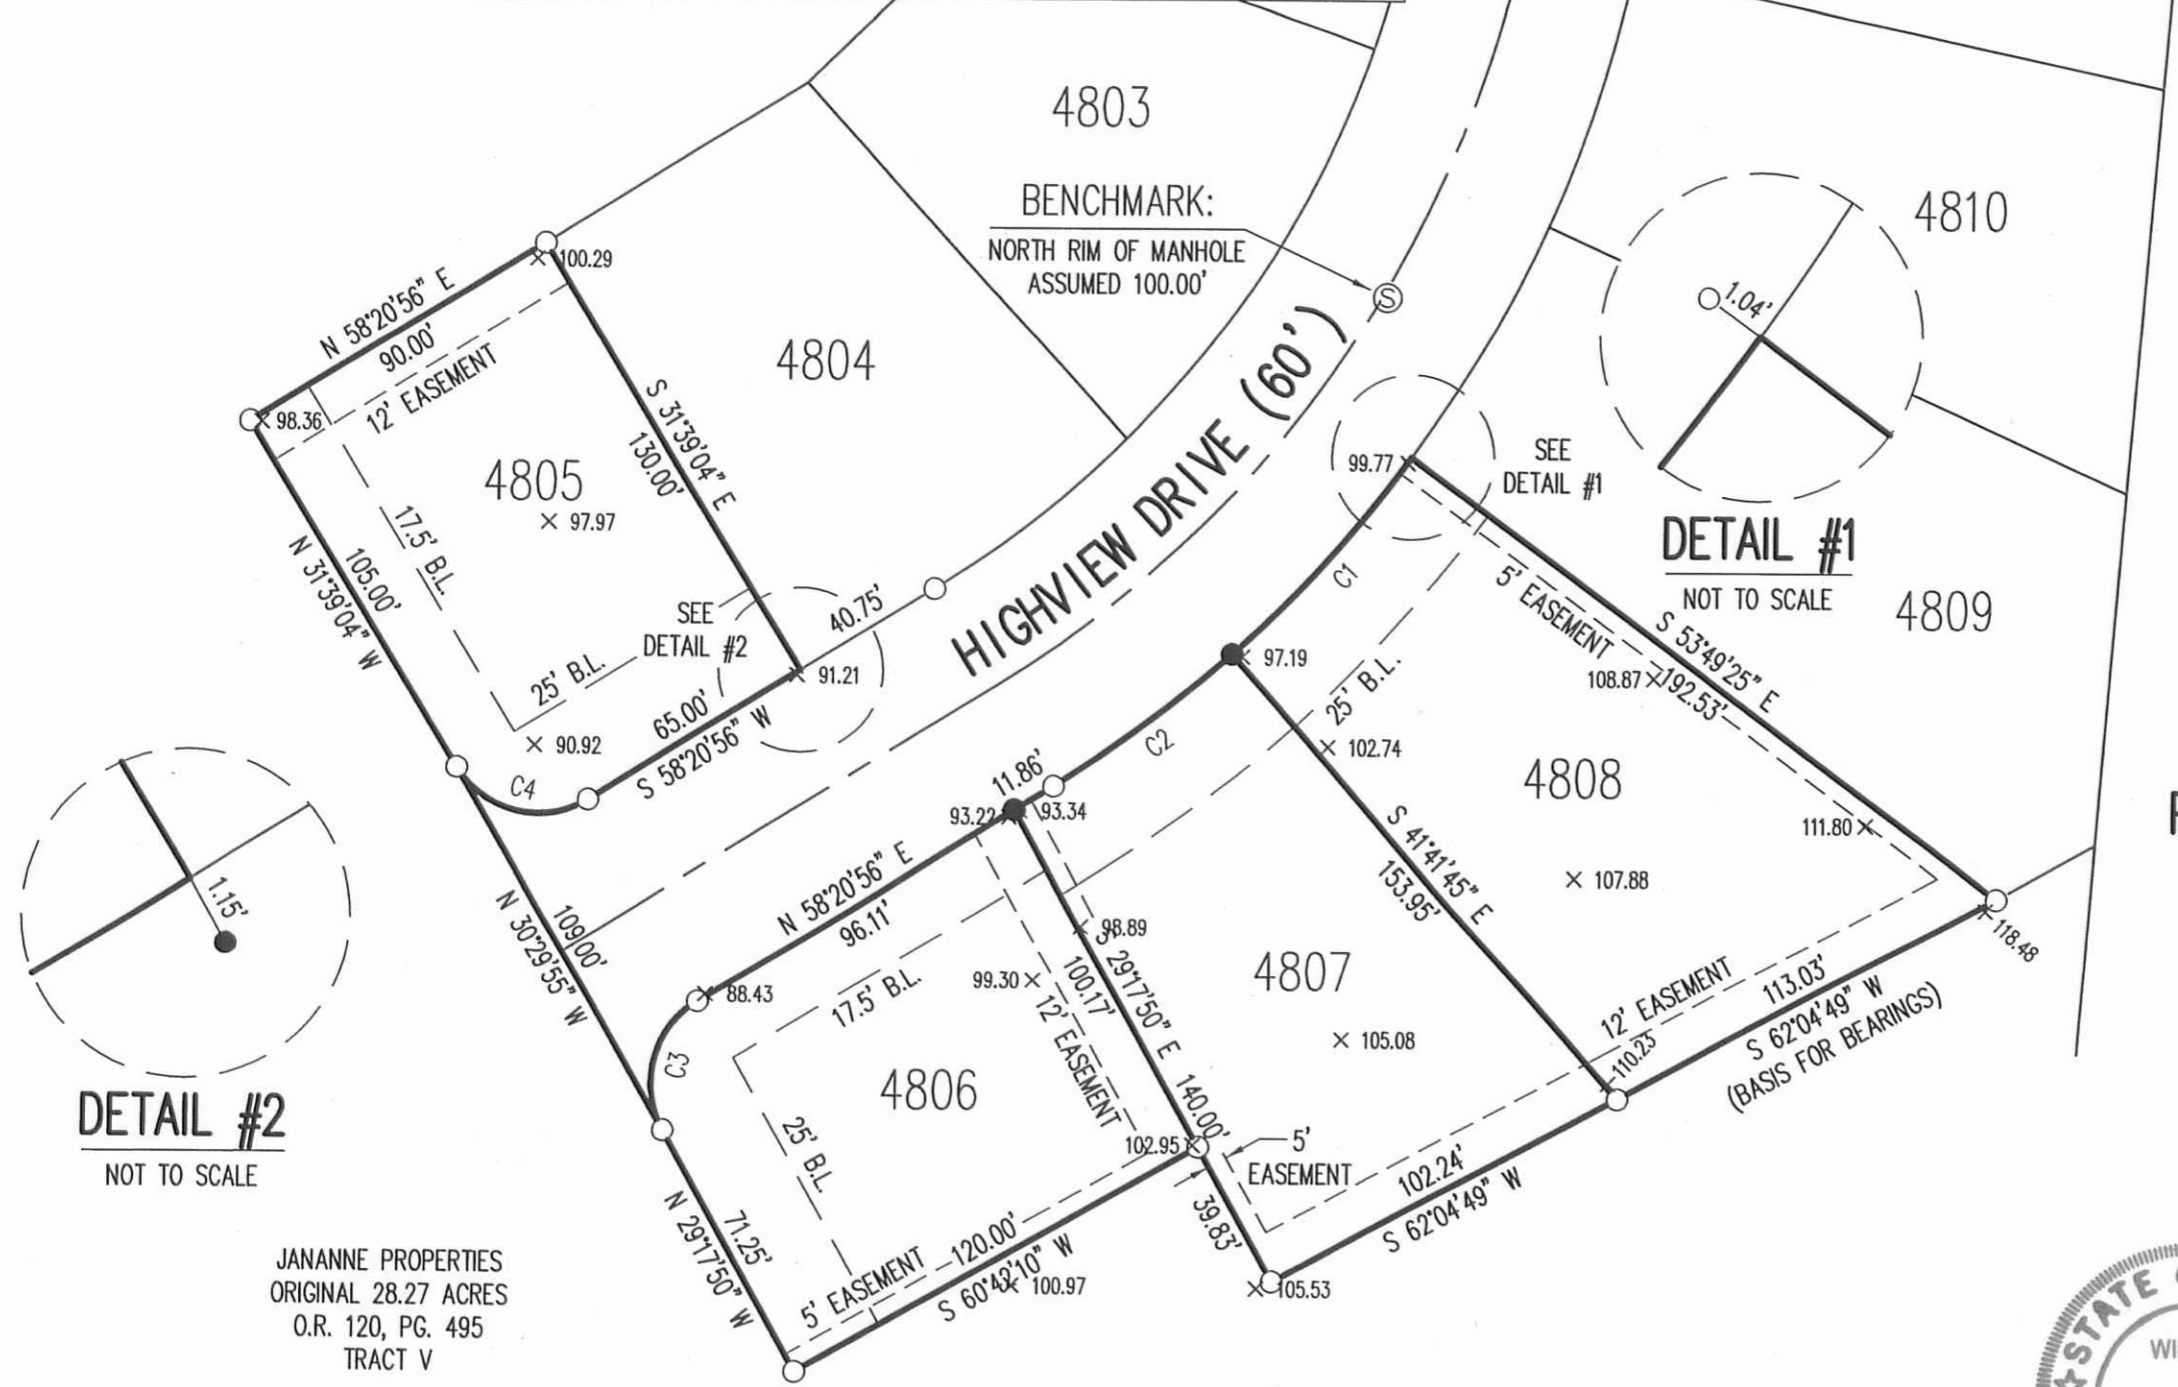 4803
BENCHMARK:
NORTH RIM OF MANHOLE
ASSUMED 100.00'
S
4810
1.04'
DETAIL #1
NOT TO SCALE
4809
SEE
DETAIL #1
99.77
HIGHVIEW DRIVE (60')
4804
100.29
N 58°20'56" E
90.00'
12' EASEMENT
98.36
4805
97.97
S 31°39'04" E
130.00'
17.5' B.L.
105.00'
N 31°39'04" W
SEE
DETAIL #2
40.75'
91.21
25' B.L.
65.00'
S 58°20'56" W
90.92
C4
C1
97.19
5' EASEMENT
S 53°49'25" E
192.53'
108.87
25' B.L.
102.74
4808
111.80
107.88
C2
11.86'
93.22
93.34
S 41°41'45" E
153.95'
118.48
1.15'
DETAIL #2
NOT TO SCALE
N 30°29'55" W
109.00'
N 58°20'56" E
96.11'
17.5' B.L.
88.43
C3
98.89
99.30
S 29°17'50" E
100.17'
140.00'
12' EASEMENT
4807
105.08
4806
12' EASEMENT
110.23
113.03'
S 62°04'49" W
(BASIS FOR BEARINGS)
25' B.L.
102.95
5'
EASEMENT
39.83'
102.24'
S 62°04'49" W
105.53
N 29°17'50" W
71.25'
5' EASEMENT
120.00'
S 60°42'10" W
100.97
JANANNE PROPERTIES
ORIGINAL 28.27 ACRES
O.R. 120, PG. 495
TRACT V
STATE